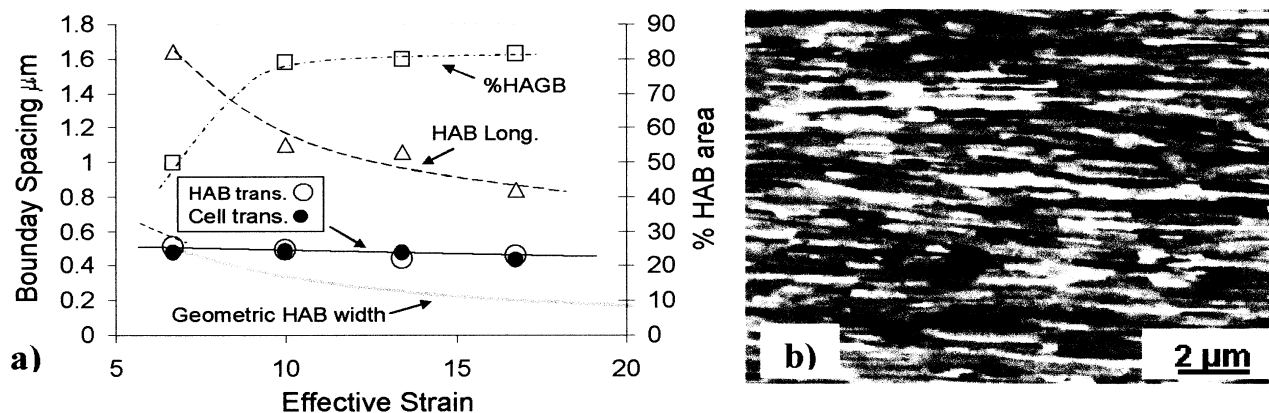 1.8
1.6
1.4
1.2
1
0.8
0.6
0.4
0.2
0
Bounday Spacing µm
90
80
70
60
50
40
30
20
10
0
% HAB area
%HAGB
HAB Long.
HAB trans.
Cell trans.
Geometric HAB width
5 10 15 20
Effective Strain
a)
b)
2 µm